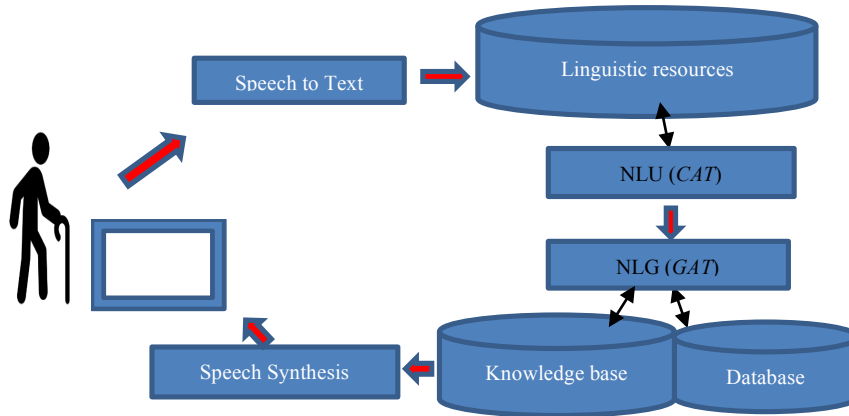 Linguistic resources
Speech to Text
NLU (CAT)
NLG (GAT)
Speech Synthesis
Knowledge base
Database